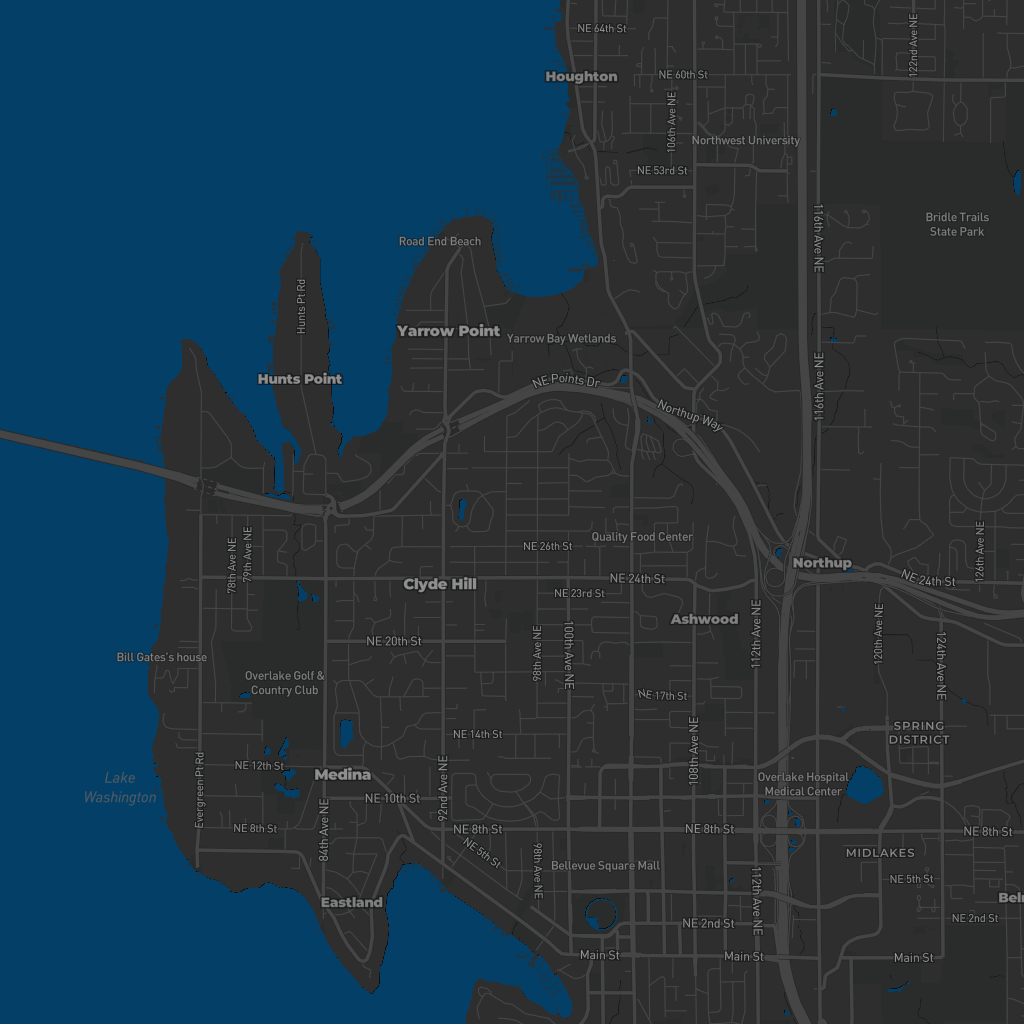 NE 64th St
122nd Ave NE
Houghton
NE 60th St
106th Ave NE
Northwest University
NE 53rd St
116th Ave NE
Bridle Trails
State Park
Road End Beach
Hunts Pt Rd
Yarrow Point
Yarrow Bay Wetlands
Hunts Point
NE Points Dr
116th Ave NE
Northup Way
78th Ave NE
79th Ave NE
NE 26th St
Quality Food Center
126th Ave NE
Northup
Clyde Hill
NE 24th St
NE 24th St
NE 23rd St
Ashwood
112th Ave NE
120th Ave NE
124th Ave NE
NE 20th St
98th Ave NE
100th Ave NE
Bill Gates's house
Overlake Golf &
Country Club
NE 17th St
108th Ave NE
SPRING
DISTRICT
NE 14th St
Evergreen Pt Rd
NE 12th St
Medina
92nd Ave NE
Lake
Washington
Overlake Hospital
Medical Center
NE 10th St
84th Ave NE
NE 8th St
NE 8th St
NE 8th St
NE 8th St
NE 5th St
98th Ave NE
MIDLAKES
Bellevue Square Mall
112th Ave NE
NE 5th St
Eastland
Bel
NE 2nd St
NE 2nd St
Main St
Main St
Main St